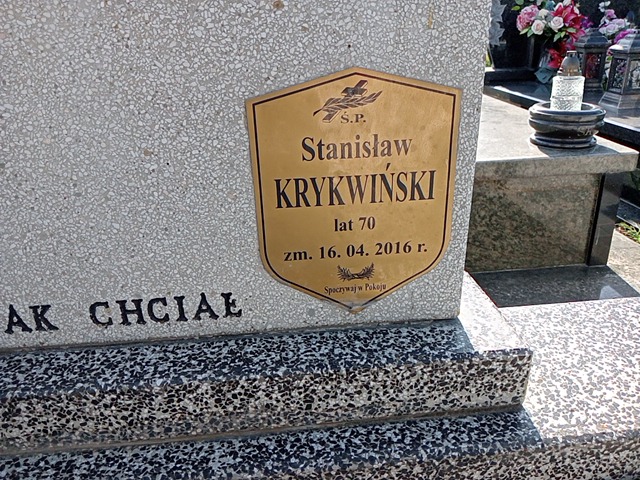 Ś.P.
Stanisław
KRYKWIŃSKI
lat 70
zm. 16. 04. 2016 r.
Spoczywaj w Pokoju
AK CHCIAŁ